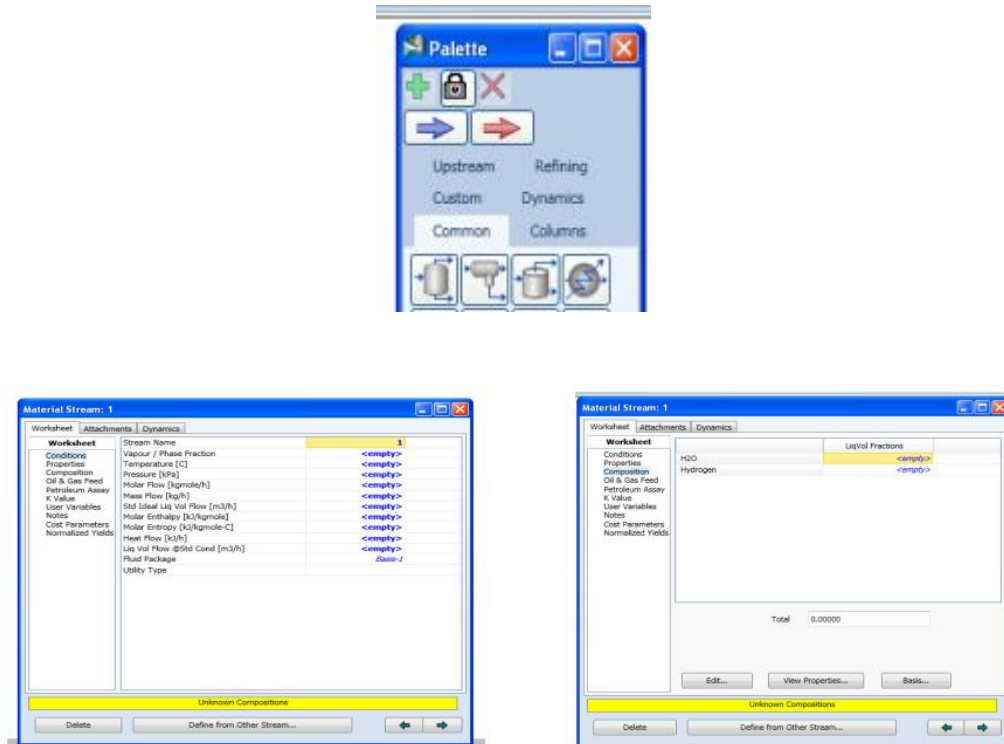 Palette
Upstream Refining
Custom Dynamics
Common Columns
Material Stream: 1
Worksheet Attachments Dynamics
Worksheet
Conditions
Properties
Composition
Oil & Gas Feed
Petroleum Assay
K Value
User Variables
Notes
Cost Parameters
Normalized Yields
Stream Name 1
Vapour / Phase Fraction <empty>
Temperature [C] <empty>
Pressure [kPa] <empty>
Molar Flow [kgmole/h] <empty>
Mass Flow [kg/h] <empty>
Std Ideal Liq Vol Flow [m3/h] <empty>
Molar Enthalpy [kJ/kgmole] <empty>
Molar Entropy [kJ/kgmole-C] <empty>
Heat Flow [kJ/h] <empty>
Liq Vol Flow @Std Cond [m3/h] <empty>
Fluid Package Basis-1
Utility Type
Unknown Compositions
Delete Define from Other Stream...
Material Stream: 1
Worksheet Attachments Dynamics
Worksheet
Conditions
Properties
Composition
Oil & Gas Feed
Petroleum Assay
K Value
User Variables
Notes
Cost Parameters
Normalized Yields
LiqVol Fractions
H2O <empty>
Hydrogen <empty>
Total 0.00000
Edit... View Properties... Basis...
Unknown Compositions
Delete Define from Other Stream...